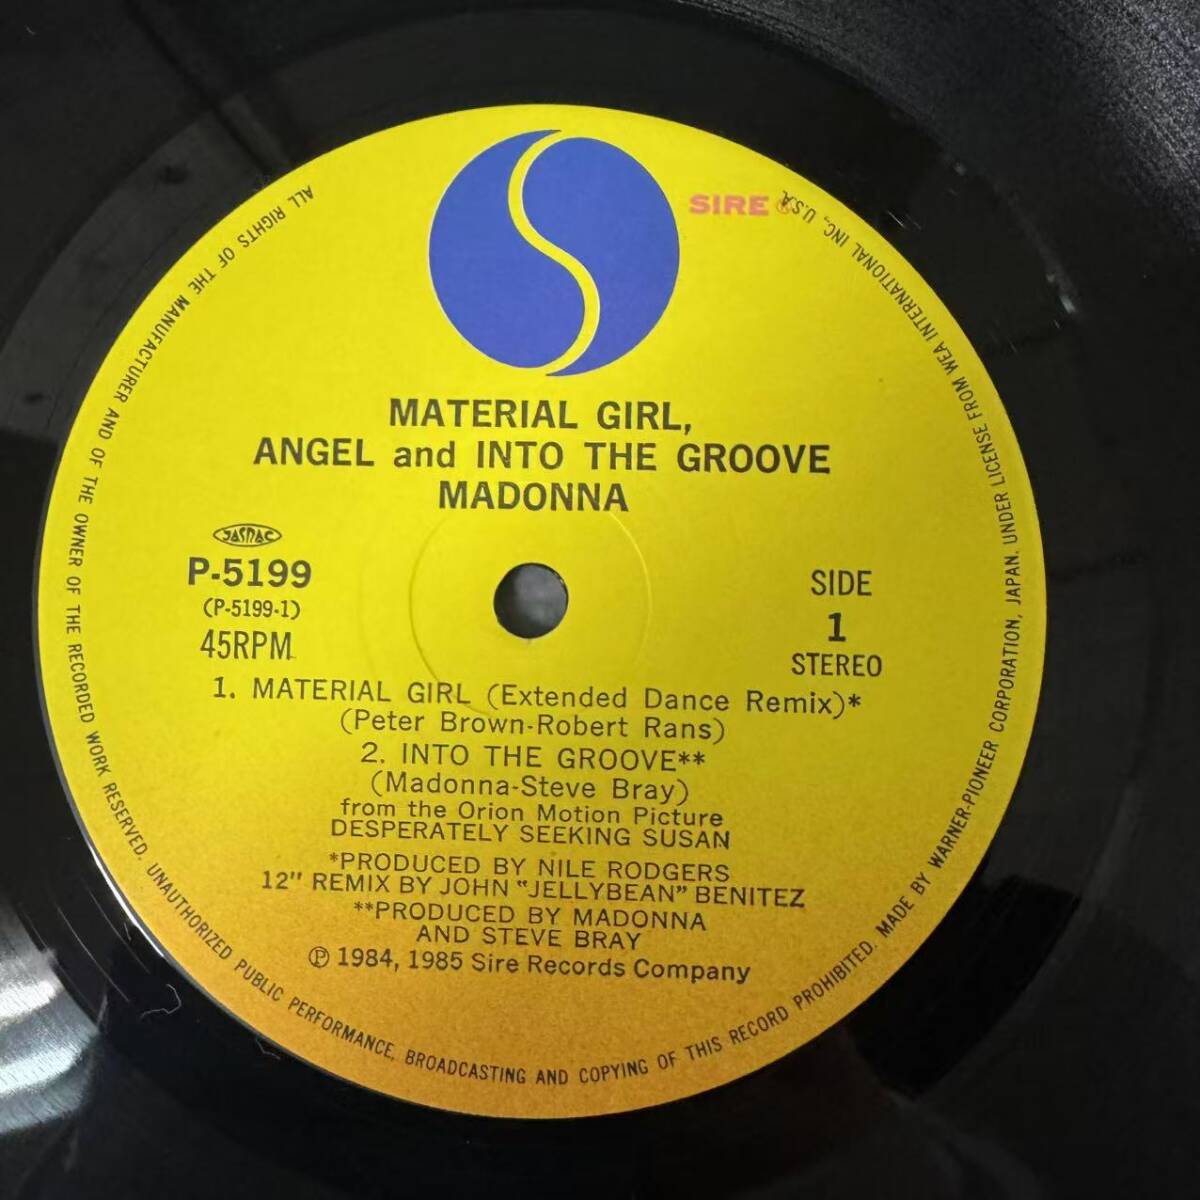 SIRE ®
MATERIAL GIRL,
ANGEL and INTO THE GROOVE
MADONNA
JASRAC
P-5199
(P-5199-1)
45RPM
SIDE
1
STEREO
1. MATERIAL GIRL (Extended Dance Remix)*
(Peter Brown-Robert Rans)
2. INTO THE GROOVE**
(Madonna-Steve Bray)
from the Orion Motion Picture
DESPERATELY SEEKING SUSAN
*PRODUCED BY NILE RODGERS
12" REMIX BY JOHN "JELLYBEAN" BENITEZ
**PRODUCED BY MADONNA
AND STEVE BRAY
℗ 1984, 1985 Sire Records Company
ALL RIGHTS OF THE MANUFACTURER AND OF THE OWNER OF THE RECORDED WORK RESERVED. UNAUTHORIZED PUBLIC PERFORMANCE, BROADCASTING AND COPYING OF THIS RECORD PROHIBITED. MADE BY WARNER-PIONEER CORPORATION, JAPAN. UNDER LICENSE FROM WEA INTERNATIONAL INC., U.S.A.